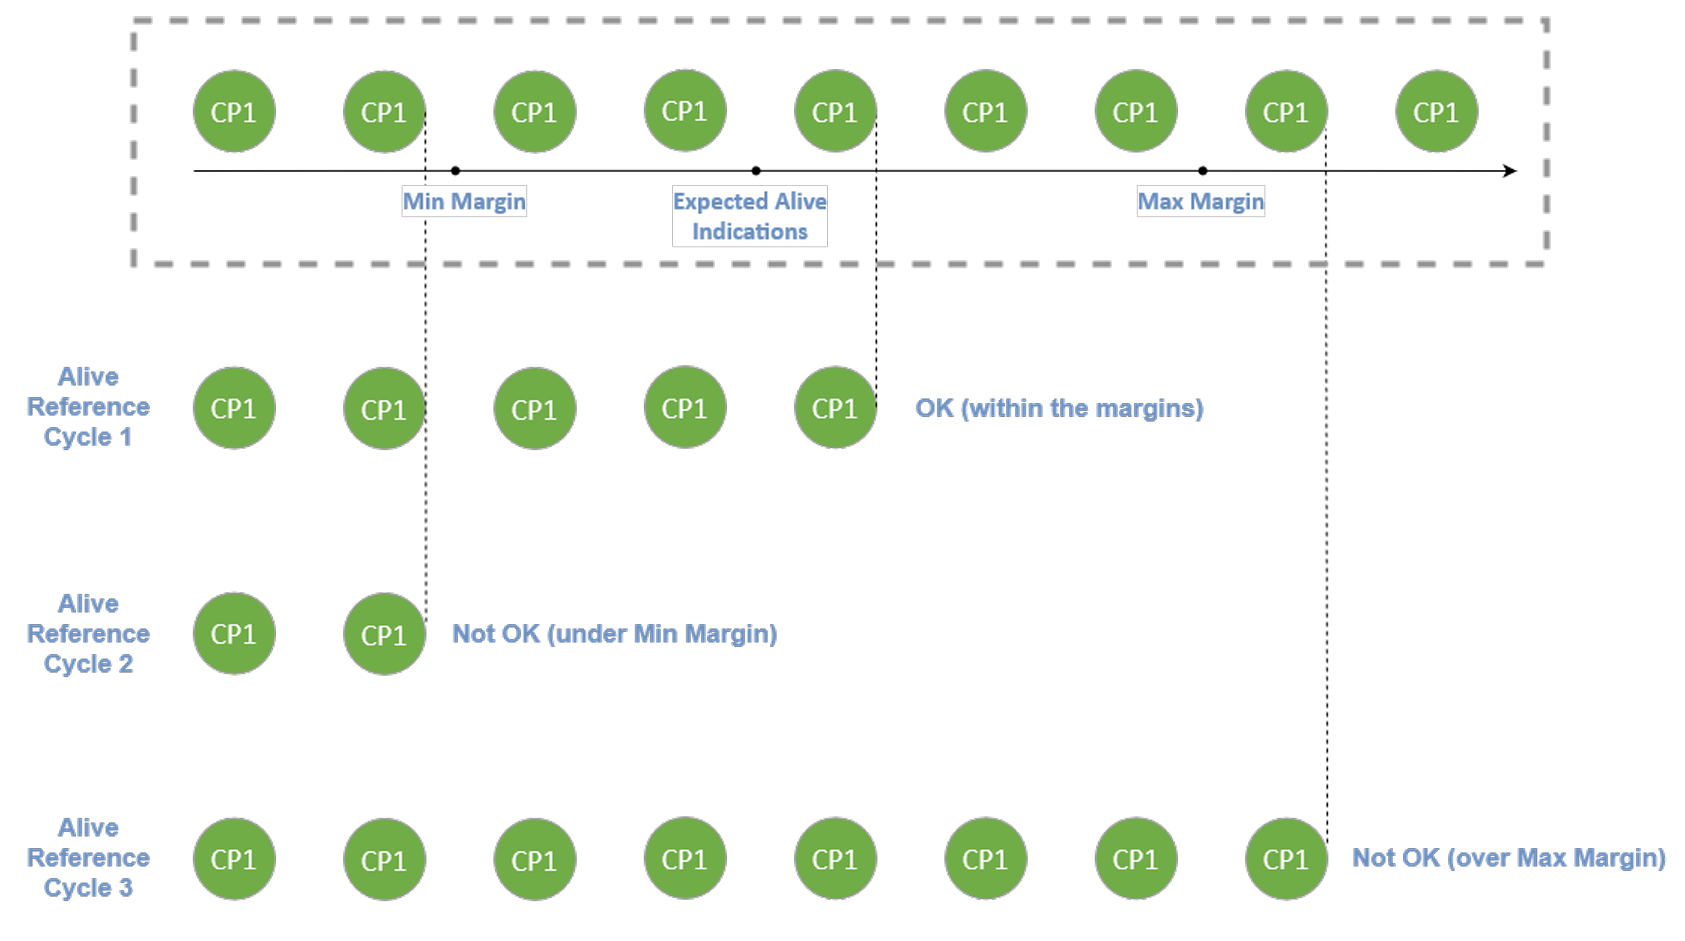 CP1 CP1 CP1 CP1 CP1 CP1 CP1 CP1 CP1
Min Margin
Expected Alive
Indications
Max Margin
Alive
Reference
Cycle 1
CP1 CP1 CP1 CP1 CP1
OK (within the margins)
Alive
Reference
Cycle 2
CP1 CP1
Not OK (under Min Margin)
Alive
Reference
Cycle 3
CP1 CP1 CP1 CP1 CP1 CP1 CP1 CP1
Not OK (over Max Margin)